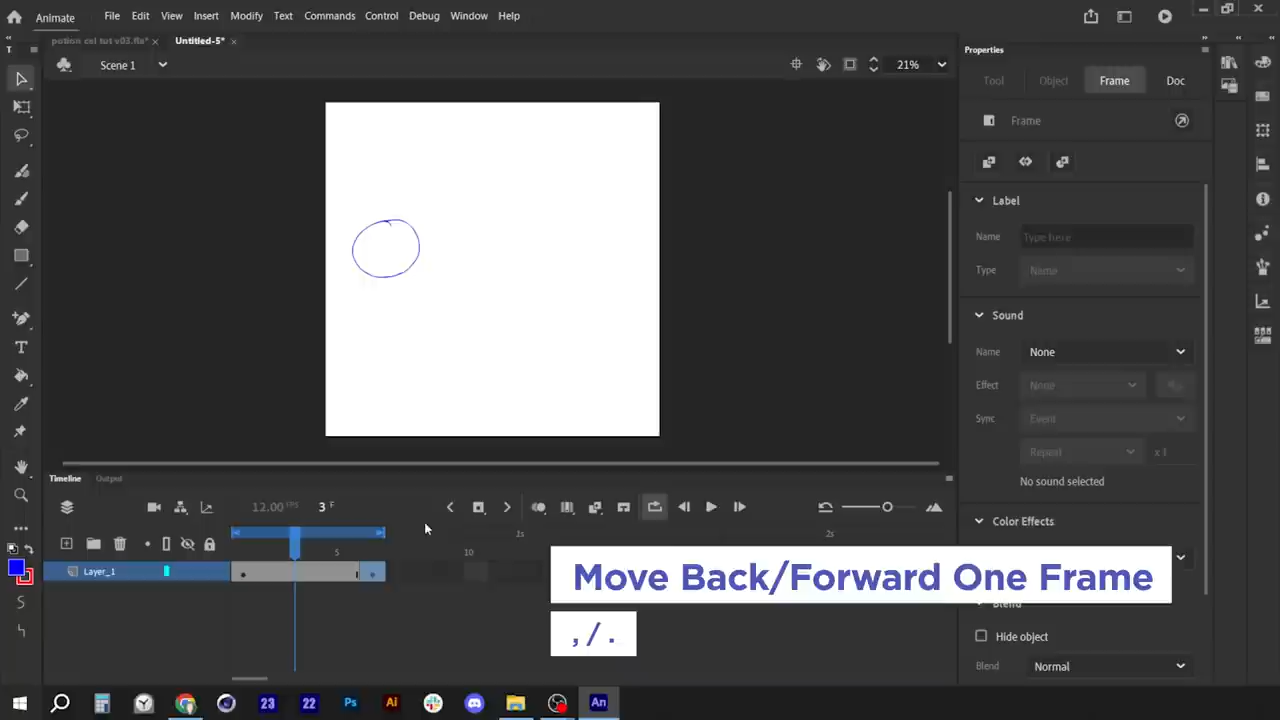 Animate File Edit View Insert Modify Text Commands Control Debug Window Help
potion cel tut v03.fla* × Untitled-5* ×
Properties
Scene 1 21%
Tool Object Frame Doc
Frame
Label
Name Type here
Type Name
Sound
Name None
Effect None
Sync Event
Repeat x 1
No sound selected
Color Effects
Blend
Hide object
Blend Normal
Timeline Output
12.00 FPS 3 F
1s 2s
5 10
Layer_1
Move Back/Forward One Frame
, / .
T
23 22 Ps Ai An